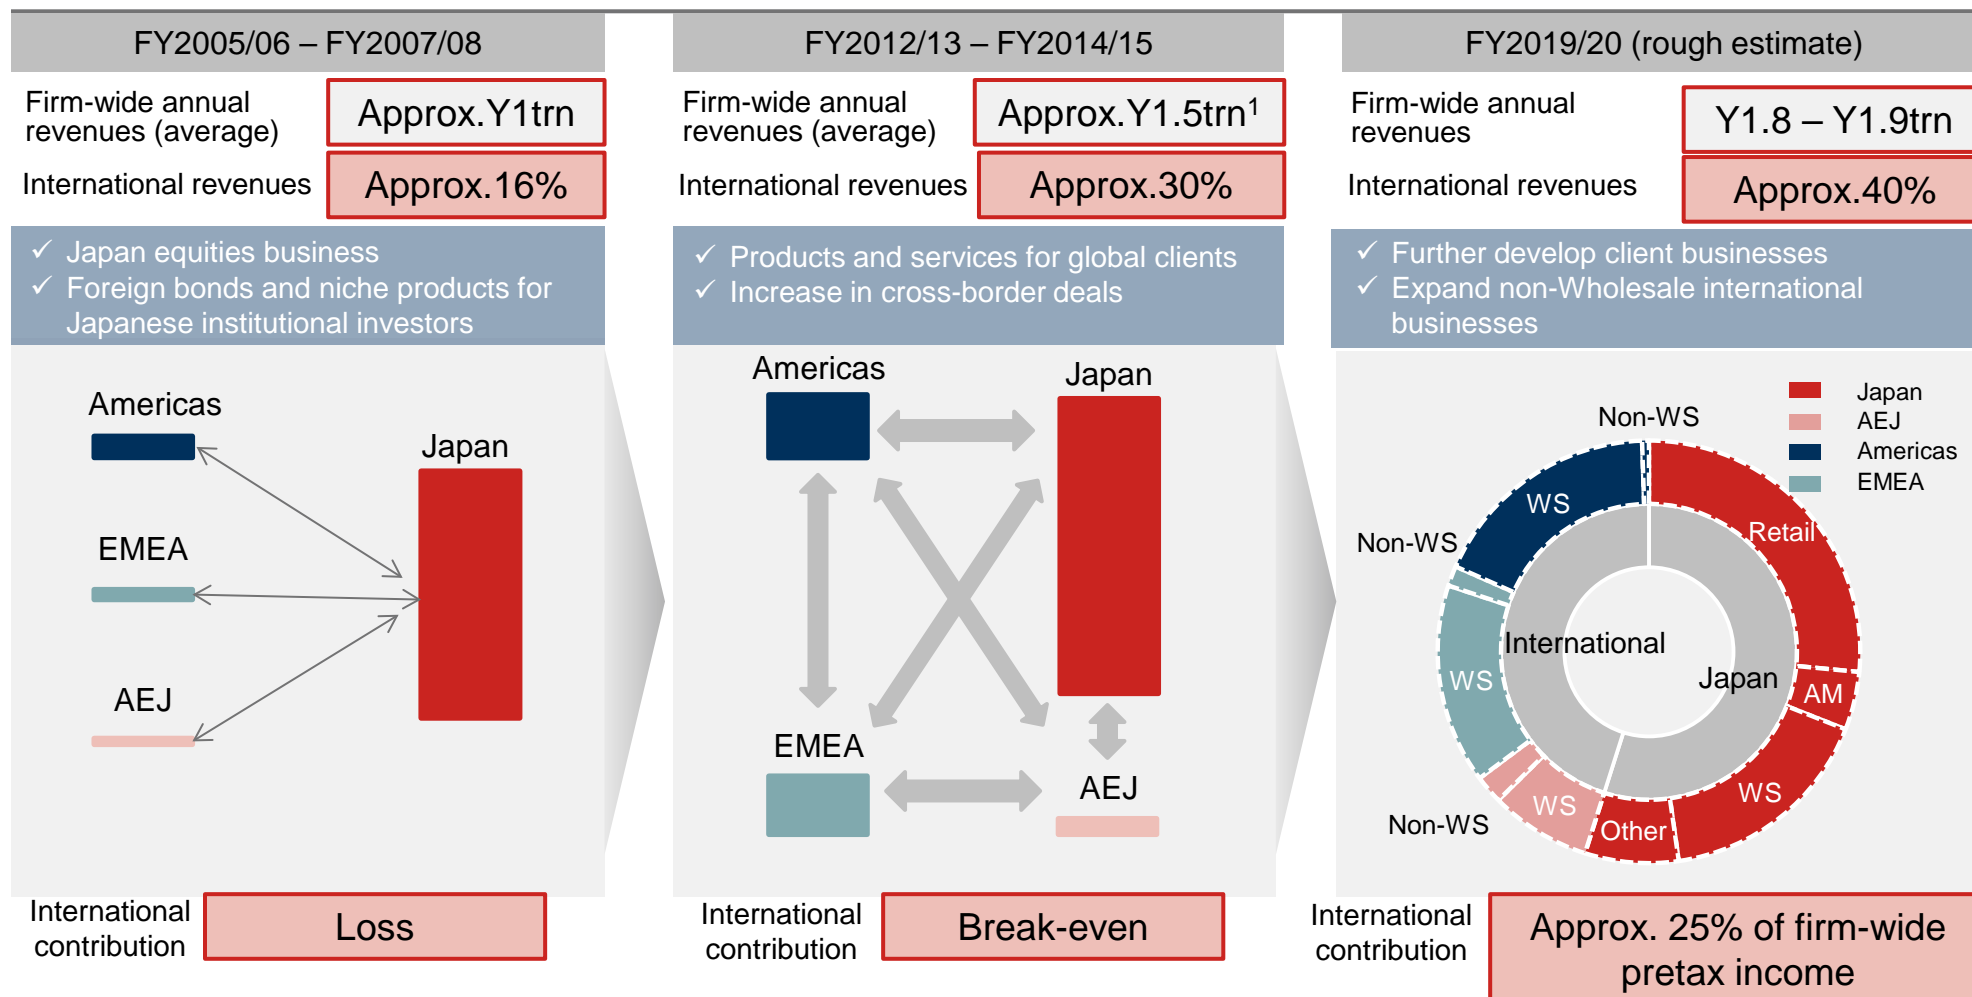 FY2005/06 – FY2007/08
Firm-wide annual
revenues (average)
Approx.Y1trn
International revenues
Approx.16%
✓ Japan equities business
✓ Foreign bonds and niche products for
Japanese institutional investors
Americas
Japan
EMEA
AEJ
International
contribution
Loss
FY2012/13 – FY2014/15
Firm-wide annual
revenues (average)
Approx.Y1.5trn¹
International revenues
Approx.30%
✓ Products and services for global clients
✓ Increase in cross-border deals
Americas
Japan
EMEA
AEJ
International
contribution
Break-even
FY2019/20 (rough estimate)
Firm-wide annual
revenues
Y1.8 – Y1.9trn
International revenues
Approx.40%
✓ Further develop client businesses
✓ Expand non-Wholesale international
businesses
Japan
AEJ
Americas
EMEA
Non-WS
WS
Retail
Non-WS
International
WS
Japan
AM
WS
WS
Non-WS
Other
International
contribution
Approx. 25% of firm-wide
pretax income